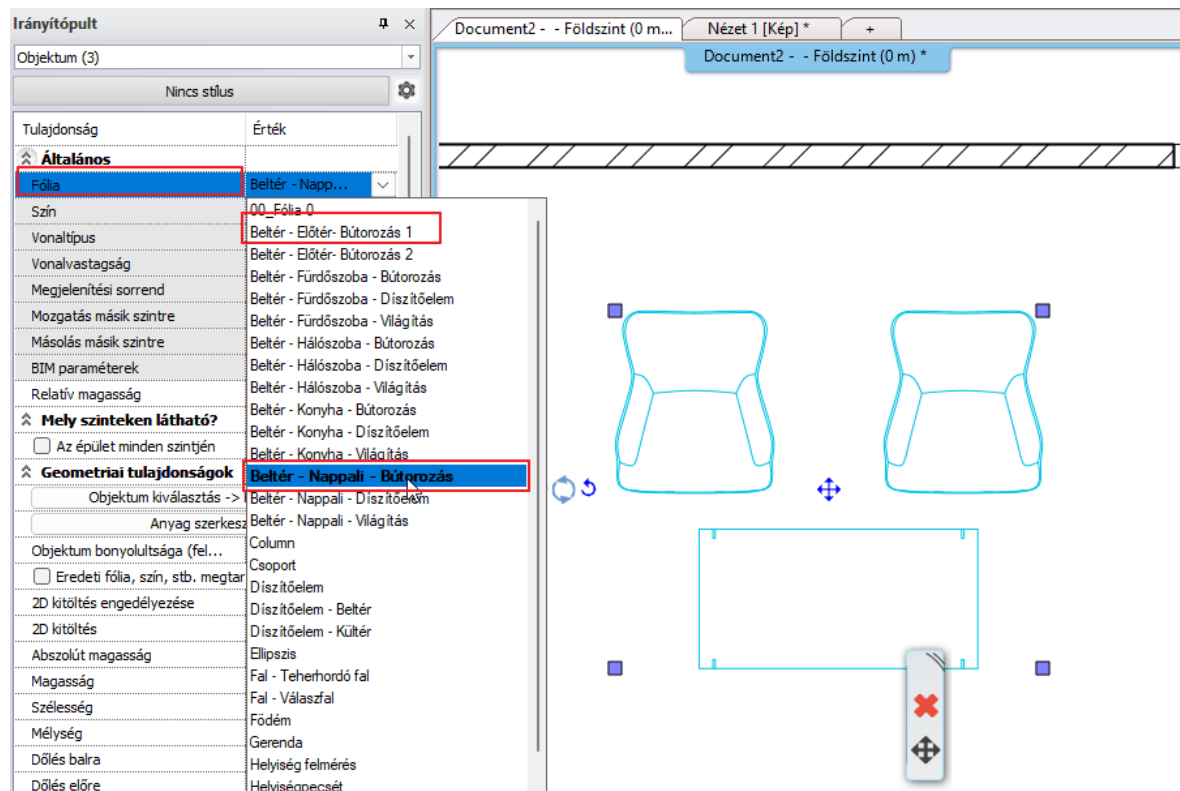 Irányítópult
Objektum (3)
Nincs stílus
Tulajdonság Érték
Általános
Fólia Beltér - Napp...
Szín
Vonaltípus
Vonalvastagság
Megjelenítési sorrend
Mozgatás másik szintre
Másolás másik szintre
BIM paraméterek
Relatív magasság
Mely szinteken látható?
Az épület minden szintjén
Geometriai tulajdonságok
Objektum kiválasztás ->
Anyag szerkesz
Objektum bonyolultsága (fel...
Eredeti fólia, szín, stb. megtar
2D kitöltés engedélyezése
2D kitöltés
Abszolút magasság
Magasság
Szélesség
Mélység
Dőlés balra
Dőlés előre
00_Fólia 0
Beltér - Előtér- Bútorozás 1
Beltér - Előtér- Bútorozás 2
Beltér - Fürdőszoba - Bútorozás
Beltér - Fürdőszoba - Díszítőelem
Beltér - Fürdőszoba - Világítás
Beltér - Hálószoba - Bútorozás
Beltér - Hálószoba - Díszítőelem
Beltér - Hálószoba - Világítás
Beltér - Konyha - Bútorozás
Beltér - Konyha - Díszítőelem
Beltér - Konyha - Világítás
Beltér - Nappali - Bútorozás
Beltér - Nappali - Díszítőelem
Beltér - Nappali - Világítás
Column
Csoport
Díszítőelem
Díszítőelem - Beltér
Díszítőelem - Kültér
Ellipszis
Fal - Teherhordó fal
Fal - Válaszfal
Födém
Gerenda
Helyiség felmérés
Helyiségpecsét
Document2 - - Földszint (0 m... Nézet 1 [Kép] * +
Document2 - - Földszint (0 m) *